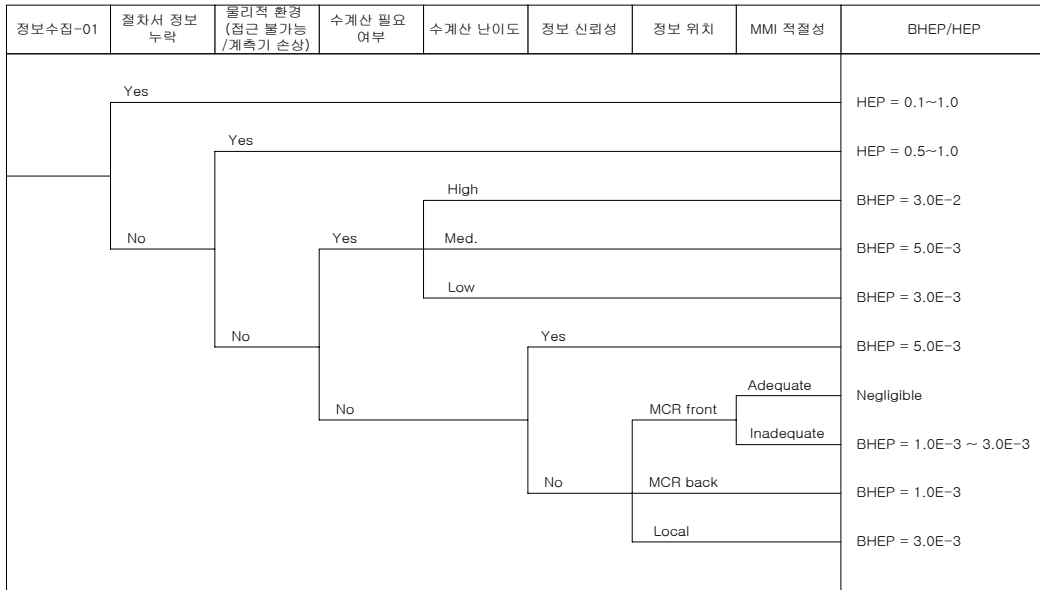 정보수집-01
절차서 정보
누락
물리적 환경
(접근 불가능
/계측기 손상)
수계산 필요
여부
수계산 난이도
정보 신뢰성
정보 위치
MMI 적절성
BHEP/HEP
Yes
HEP = 0.1~1.0
Yes
HEP = 0.5~1.0
High
BHEP = 3.0E-2
No
Yes
Med.
BHEP = 5.0E-3
Low
BHEP = 3.0E-3
No
Yes
BHEP = 5.0E-3
Adequate
Negligible
No
MCR front
Inadequate
BHEP = 1.0E-3 ~ 3.0E-3
No
MCR back
BHEP = 1.0E-3
Local
BHEP = 3.0E-3